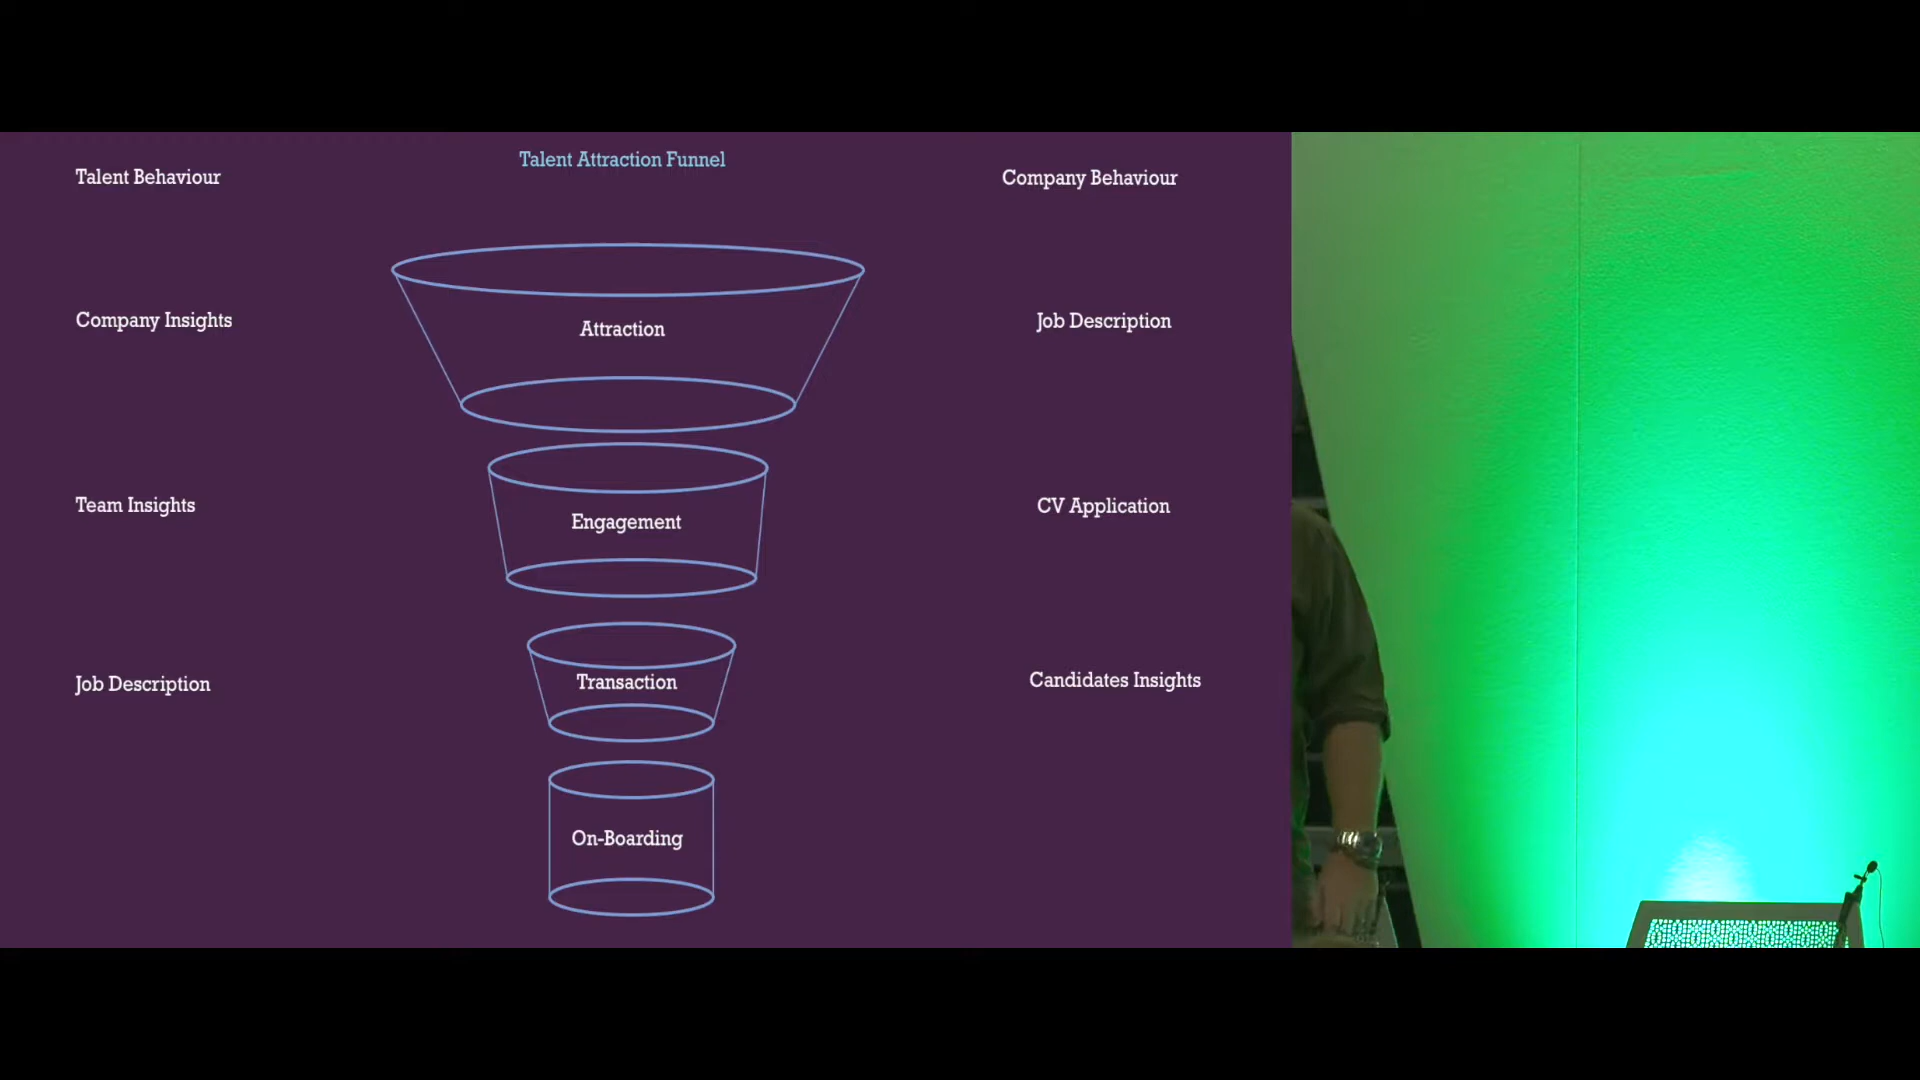 Talent Attraction Funnel
Talent Behaviour
Company Behaviour
Company Insights
Attraction
Job Description
Team Insights
Engagement
CV Application
Job Description
Transaction
Candidates Insights
On-Boarding